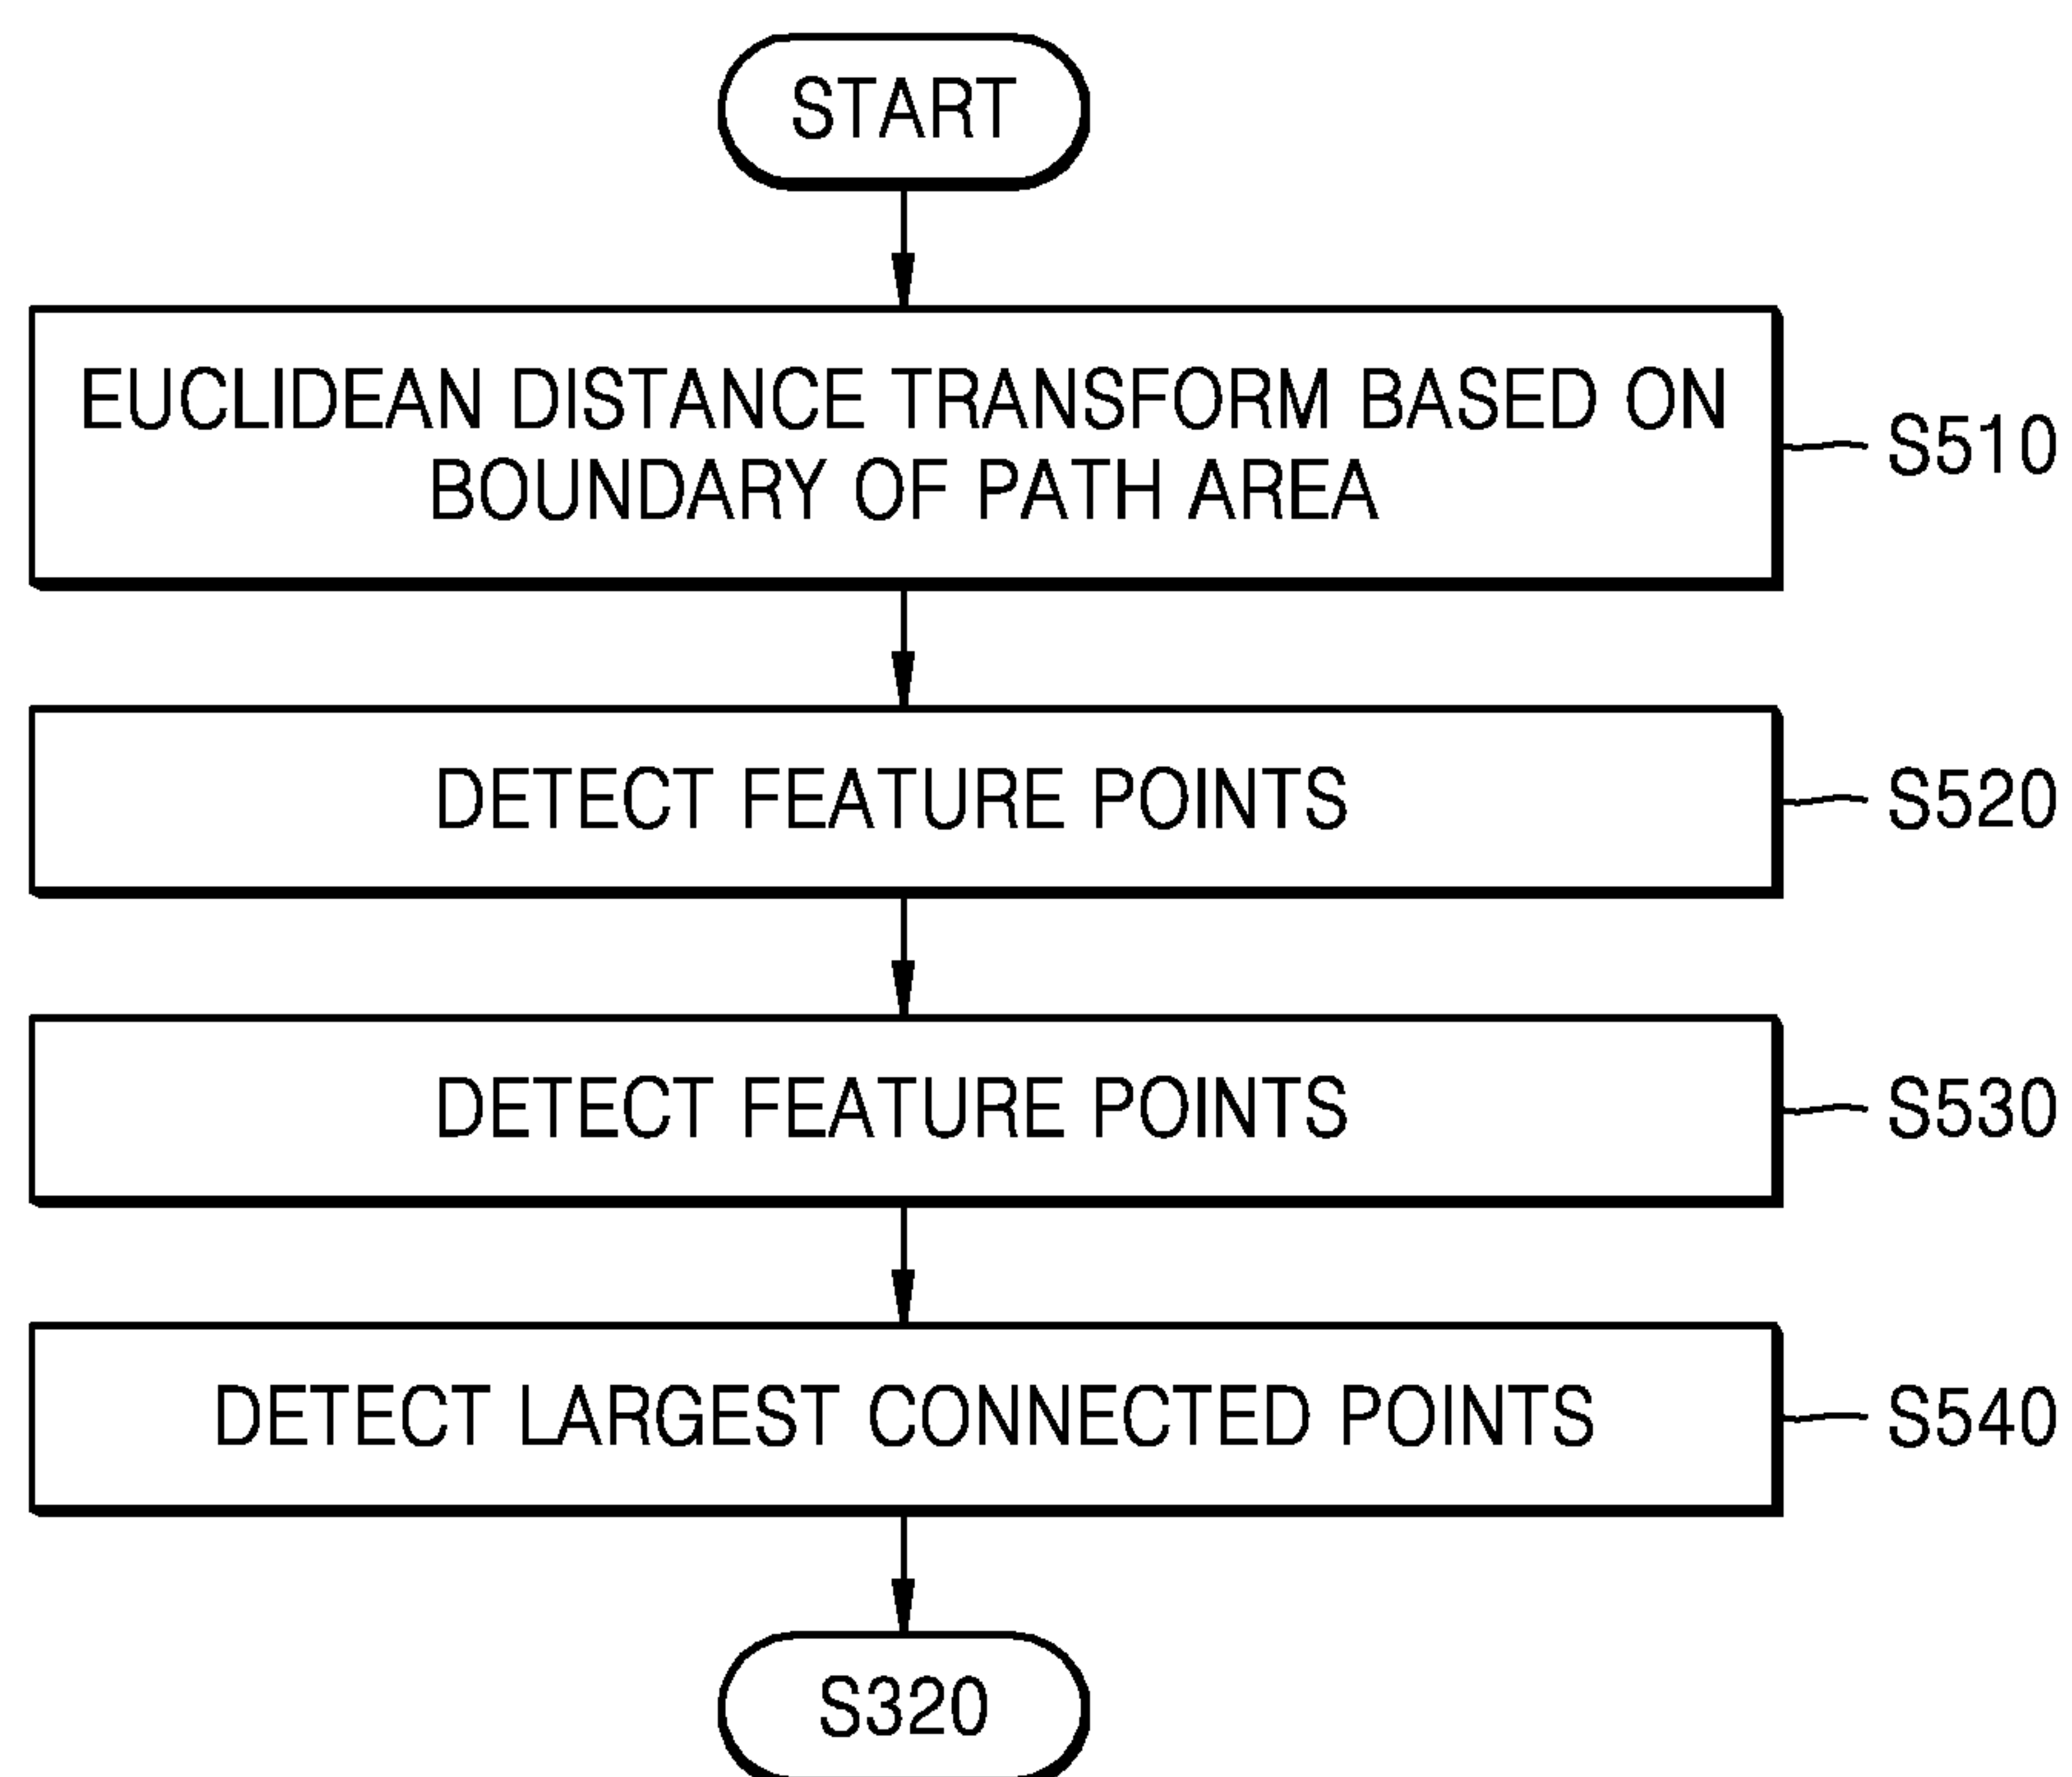 START
EUCLIDEAN DISTANCE TRANSFORM BASED ON
BOUNDARY OF PATH AREA
S510
DETECT FEATURE POINTS
S520
DETECT FEATURE POINTS
S530
DETECT LARGEST CONNECTED POINTS
S540
S320